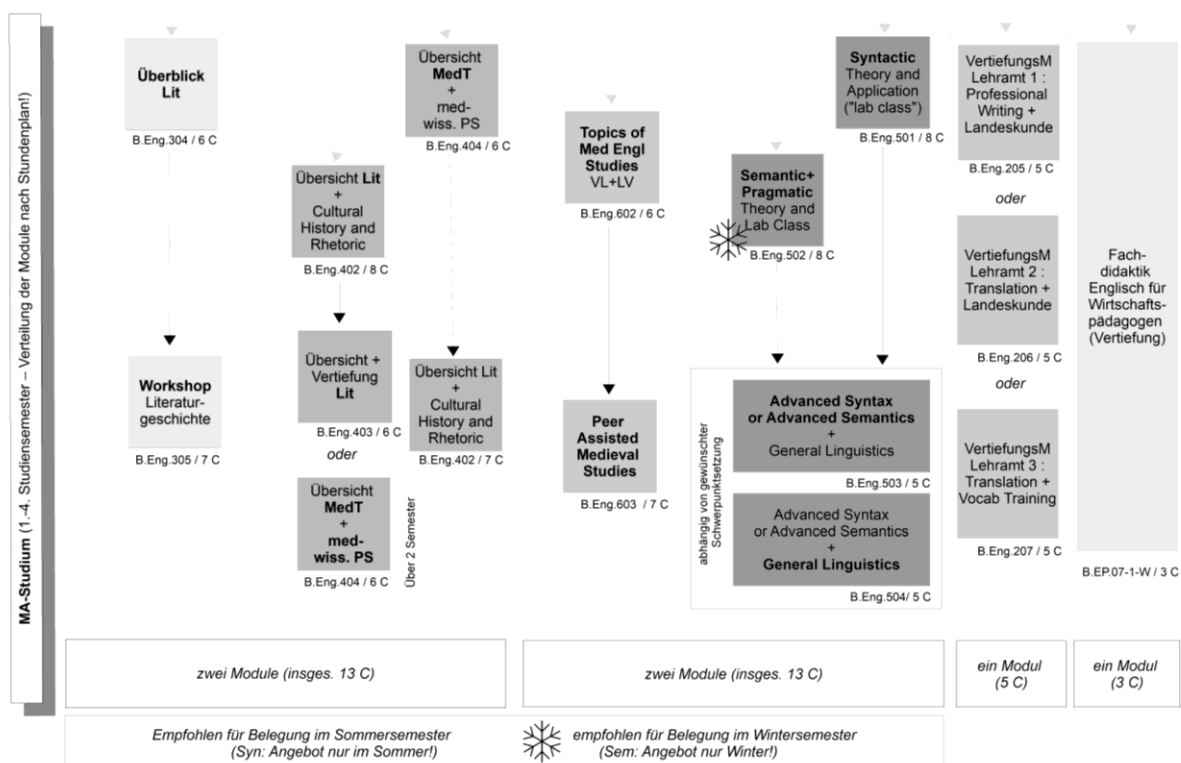 MA-Studium (1.-4. Studiensemester – Verteilung der Module nach Stundenplan!)
Überblick
Lit
B.Eng.304 / 6 C
Workshop
Literatur-
geschichte
B.Eng.305 / 7 C
Übersicht Lit
+
Cultural
History and
Rhetoric
B.Eng.402 / 8 C
Übersicht +
Vertiefung
Lit
B.Eng.403 / 6 C
oder
Übersicht
MedT
+
med-
wiss. PS
B.Eng.404 / 6 C
Übersicht
MedT
+
med-
wiss. PS
B.Eng.404 / 6 C
Übersicht Lit
+
Cultural
History and
Rhetoric
B.Eng.402 / 7 C
Über 2 Semester
Topics of
Med Engl
Studies
VL+LV
B.Eng.602 / 6 C
Peer
Assisted
Medieval
Studies
B.Eng.603 / 7 C
Semantic+
Pragmatic
Theory and
Lab Class
B.Eng.502 / 8 C
Syntactic
Theory and
Application
("lab class")
B.Eng.501 / 8 C
abhängig von gewünschter
Schwerpunktsetzung
Advanced Syntax
or Advanced Semantics
+
General Linguistics
B.Eng.503 / 5 C
Advanced Syntax
or Advanced Semantics
+
General Linguistics
B.Eng.504/ 5 C
VertiefungsM
Lehramt 1 :
Professional
Writing +
Landeskunde
B.Eng.205 / 5 C
oder
VertiefungsM
Lehramt 2 :
Translation +
Landeskunde
B.Eng.206 / 5 C
oder
VertiefungsM
Lehramt 3 :
Translation +
Vocab Training
B.Eng.207 / 5 C
Fach-
didaktik
Englisch für
Wirtschafts-
pädagogen
(Vertiefung)
B.EP.07-1-W / 3 C
zwei Module (insges. 13 C)
zwei Module (insges. 13 C)
ein Modul
(5 C)
ein Modul
(3 C)
Empfohlen für Belegung im Sommersemester
(Syn: Angebot nur im Sommer!)
empfohlen für Belegung im Wintersemester
(Sem: Angebot nur Winter!)